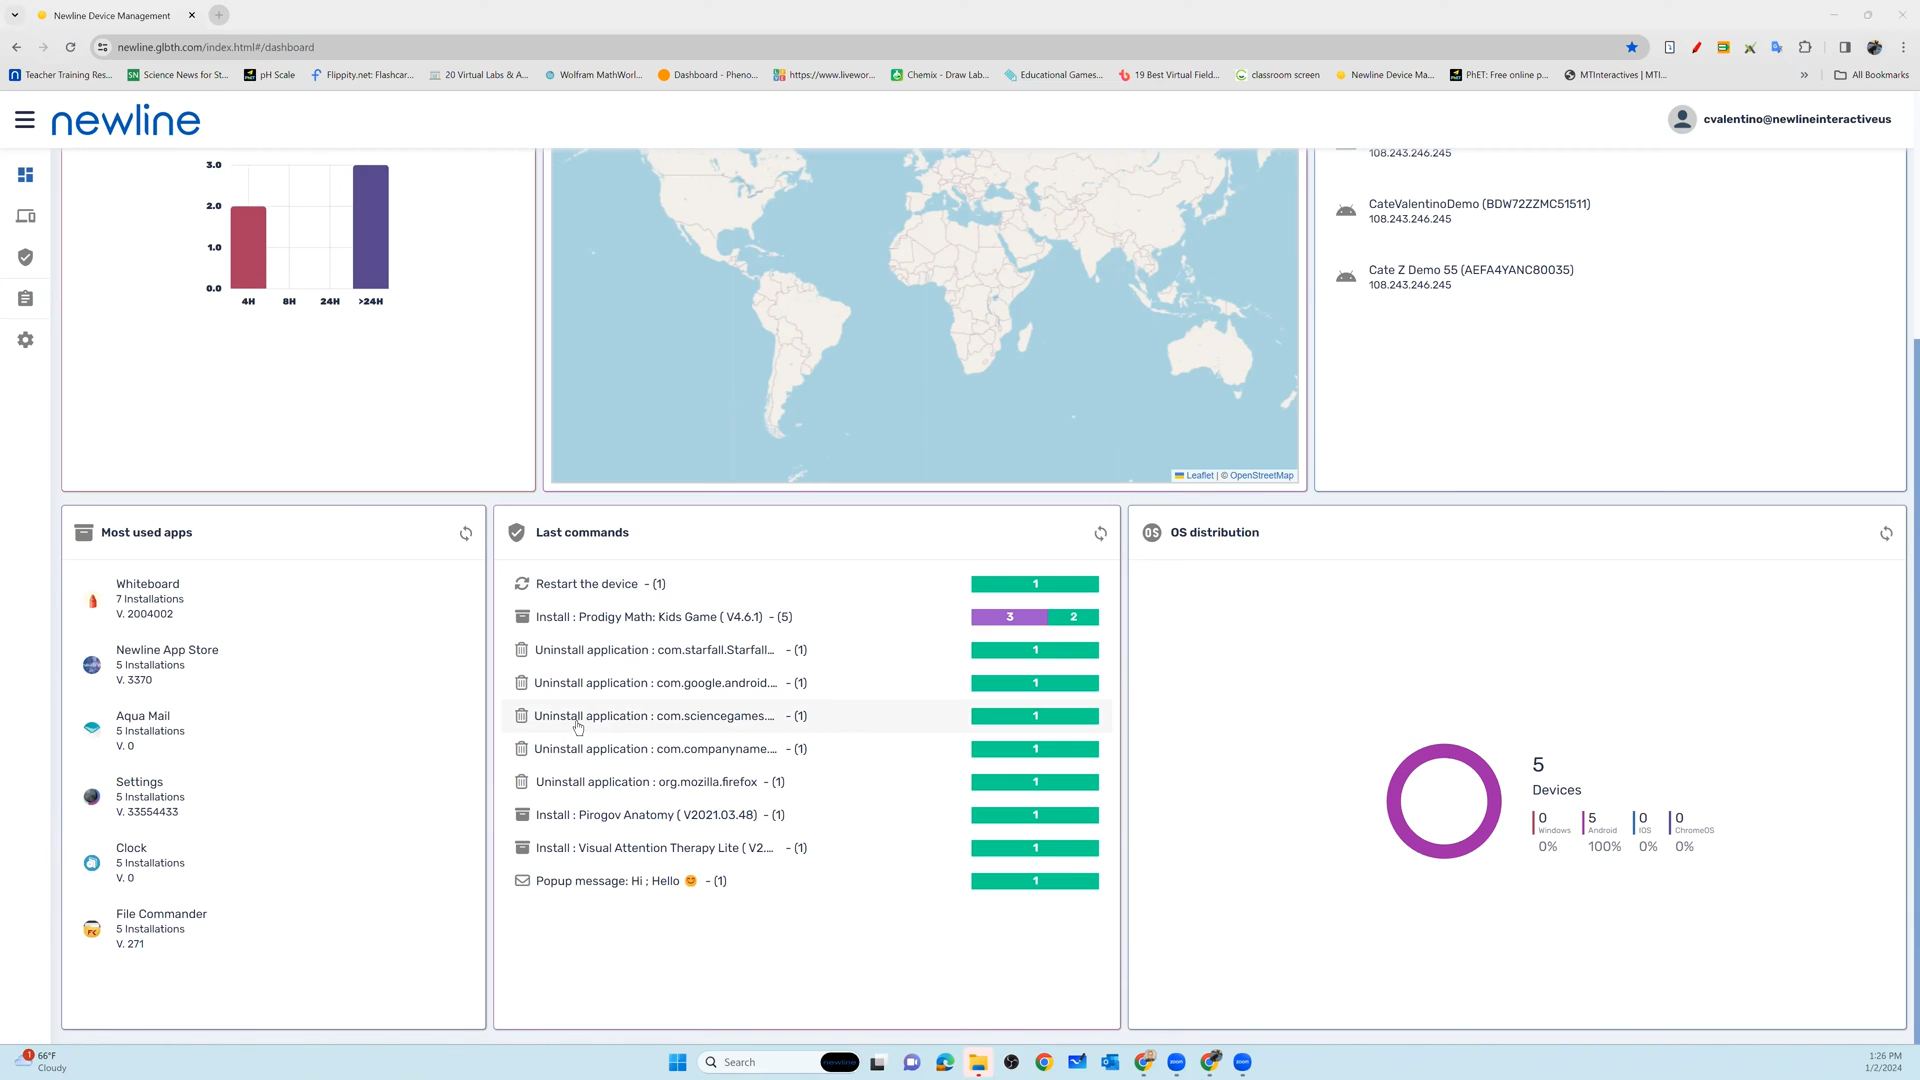 Newline Device Management
newline.glbth.com/index.html#/dashboard
Teacher Training Res...
SN Science News for St...
pH Scale
Flippity.net: Flashcar...
20 Virtual Labs & A...
Wolfram MathWorl...
Dashboard - Pheno...
https://www.livewor...
Chemix - Draw Lab...
Educational Games...
19 Best Virtual Field...
classroom screen
Newline Device Ma...
PhET: Free online p...
MTInteractives | MTI...
All Bookmarks
newline
cvalentino@newlineinteractiveus
3.0
2.0
1.0
0.0
4H 8H 24H >24H
Leaflet | © OpenStreetMap
108.243.246.245
CateValentinoDemo (BDW72ZZMC51511)
108.243.246.245
Cate Z Demo 55 (AEFA4YANC80035)
108.243.246.245
Most used apps
Whiteboard
7 Installations
V. 2004002
Newline App Store
5 Installations
V. 3370
Aqua Mail
5 Installations
V. 0
Settings
5 Installations
V. 33554433
Clock
5 Installations
V. 0
File Commander
5 Installations
V. 271
Last commands
Restart the device - (1) 1
Install : Prodigy Math: Kids Game ( V4.6.1) - (5) 3 2
Uninstall application : com.starfall.Starfall... - (1) 1
Uninstall application : com.google.android.... - (1) 1
Uninstall application : com.sciencegames.... - (1) 1
Uninstall application : com.companyname.... - (1) 1
Uninstall application : org.mozilla.firefox - (1) 1
Install : Pirogov Anatomy ( V2021.03.48) - (1) 1
Install : Visual Attention Therapy Lite ( V2.... - (1) 1
Popup message: Hi ; Hello 😊 - (1) 1
OS OS distribution
5
Devices
0 5 0 0
Windows Android IOS ChromeOS
0% 100% 0% 0%
1
66°F
Cloudy
Search
newline
zoom
zoom
1:26 PM
1/2/2024